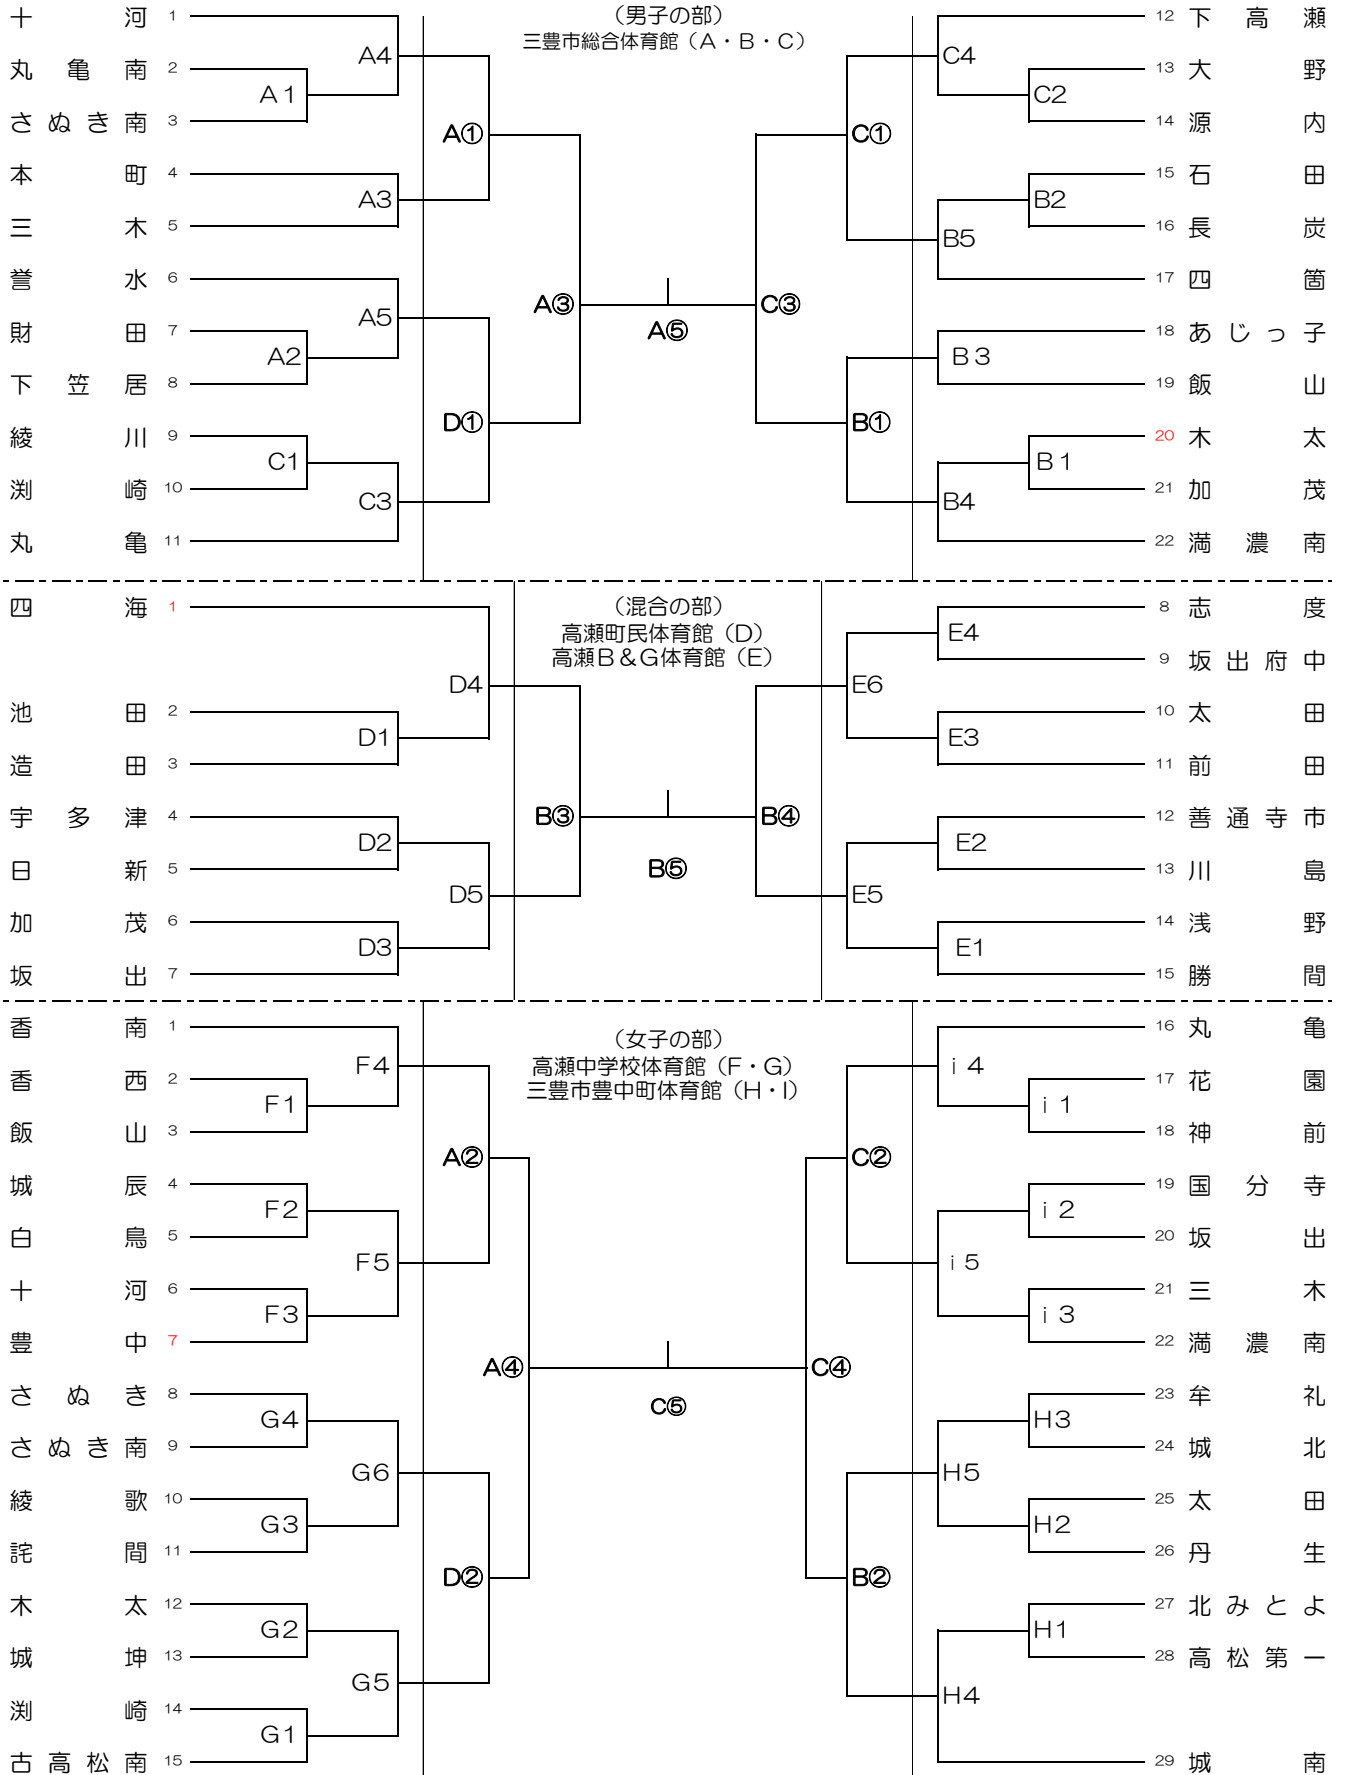 （男子の部）
三豊市総合体育館（A・B・C）
十河 1
丸亀南 2
さぬき南 3
本町 4
三木 5
誉水 6
財田 7
下笠居 8
綾川 9
渕崎 10
丸亀 11
A4
A1
A3
A5
A2
C1
C3
A①
D①
A③
A⑤
C③
C①
B①
C4
C2
B2
B5
B3
B1
B4
12 下高瀬
13 大野
14 源内
15 石田
16 長炭
17 四箇
18 あじっ子
19 飯山
20 木太
21 加茂
22 満濃南
（混合の部）
高瀬町民体育館（D）
高瀬B＆G体育館（E）
四海 1
池田 2
造田 3
宇多津 4
日新 5
加茂 6
坂出 7
D4
D1
D2
D5
D3
B③
B⑤
B④
E4
E6
E3
E2
E5
E1
8 志度
9 坂出府中
10 太田
11 前田
12 善通寺市
13 川島
14 浅野
15 勝間
（女子の部）
高瀬中学校体育館（F・G）
三豊市豊中町体育館（H・I）
香南 1
香西 2
飯山 3
城辰 4
白鳥 5
十河 6
豊中 7
さぬき 8
さぬき南 9
綾歌 10
詫間 11
木太 12
城坤 13
渕崎 14
古高松南 15
F4
F1
F2
F5
F3
G4
G6
G3
G2
G5
G1
A②
D②
A④
C⑤
C④
C②
B②
i4
i1
i2
i5
i3
H3
H5
H2
H1
H4
16 丸亀
17 花園
18 神前
19 国分寺
20 坂出
21 三木
22 満濃南
23 牟礼
24 城北
25 太田
26 丹生
27 北みとよ
28 高松第一
29 城南